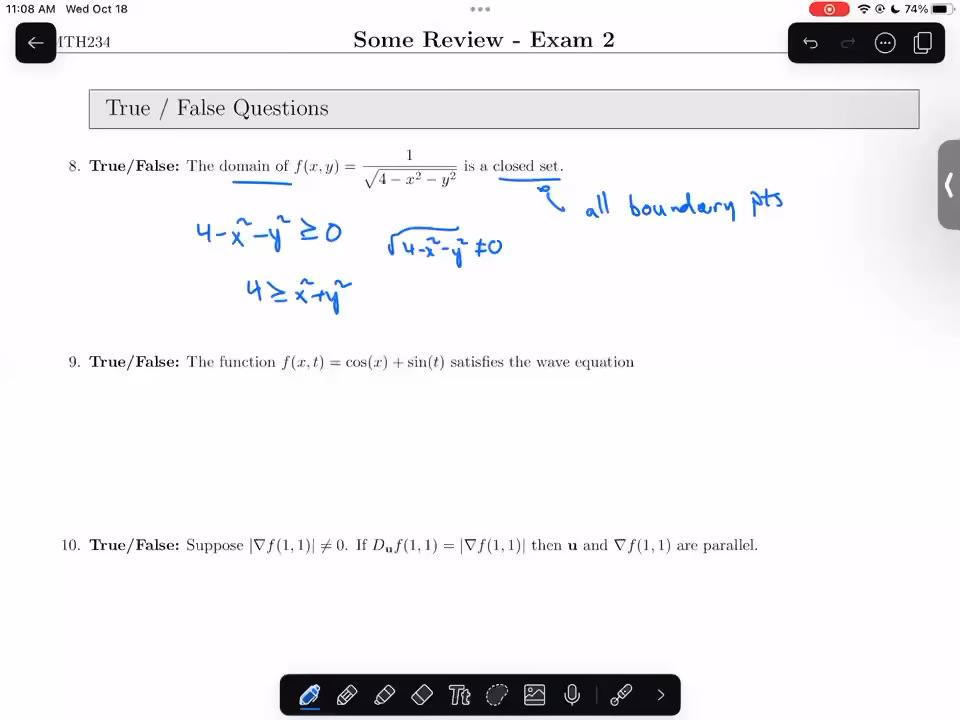 11:08 AM Wed Oct 18
74%
MTH234
Some Review - Exam 2
True / False Questions
8. True/False: The domain of f(x, y) = 1/√(4 − x² − y²) is a closed set.
all boundary pts
4-x²-y² ≥ 0
√(4-x²-y²) ≠ 0
4 ≥ x²+y²
9. True/False: The function f(x, t) = cos(x) + sin(t) satisfies the wave equation
10. True/False: Suppose |∇f(1, 1)| ≠ 0. If Dᵤf(1, 1) = |∇f(1, 1)| then u and ∇f(1, 1) are parallel.
Tt